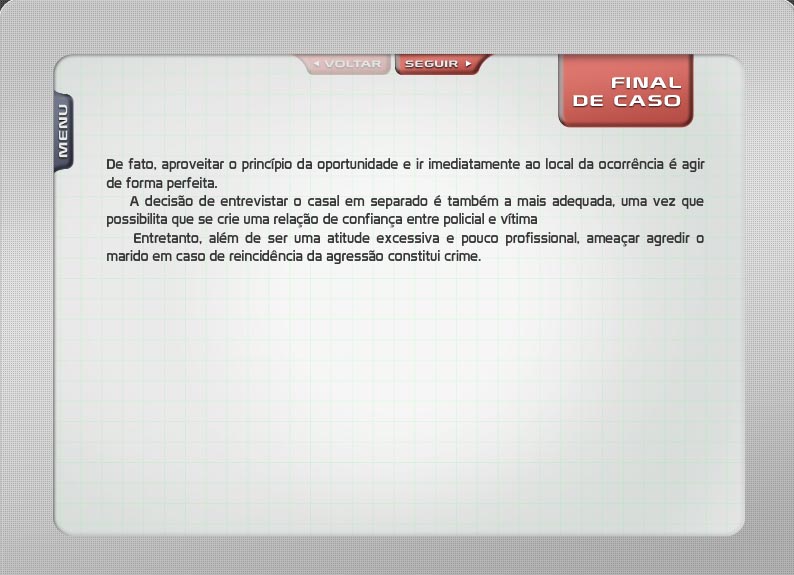 VOLTAR
SEGUIR
FINAL
DE CASO
MENU
De fato, aproveitar o princípio da oportunidade e ir imediatamente ao local da ocorrência é agir
de forma perfeita.
A decisão de entrevistar o casal em separado é também a mais adequada, uma vez que
possibilita que se crie uma relação de confiança entre policial e vítima
Entretanto, além de ser uma atitude excessiva e pouco profissional, ameaçar agredir o
marido em caso de reincidência da agressão constitui crime.